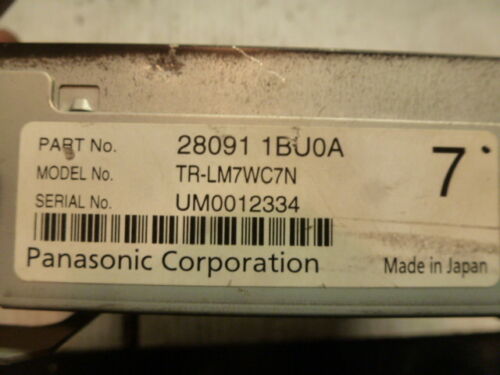 PART No. 28091 1BU0A
MODEL No. TR-LM7WC7N
SERIAL No. UM0012334
7
Panasonic Corporation
Made in Japan